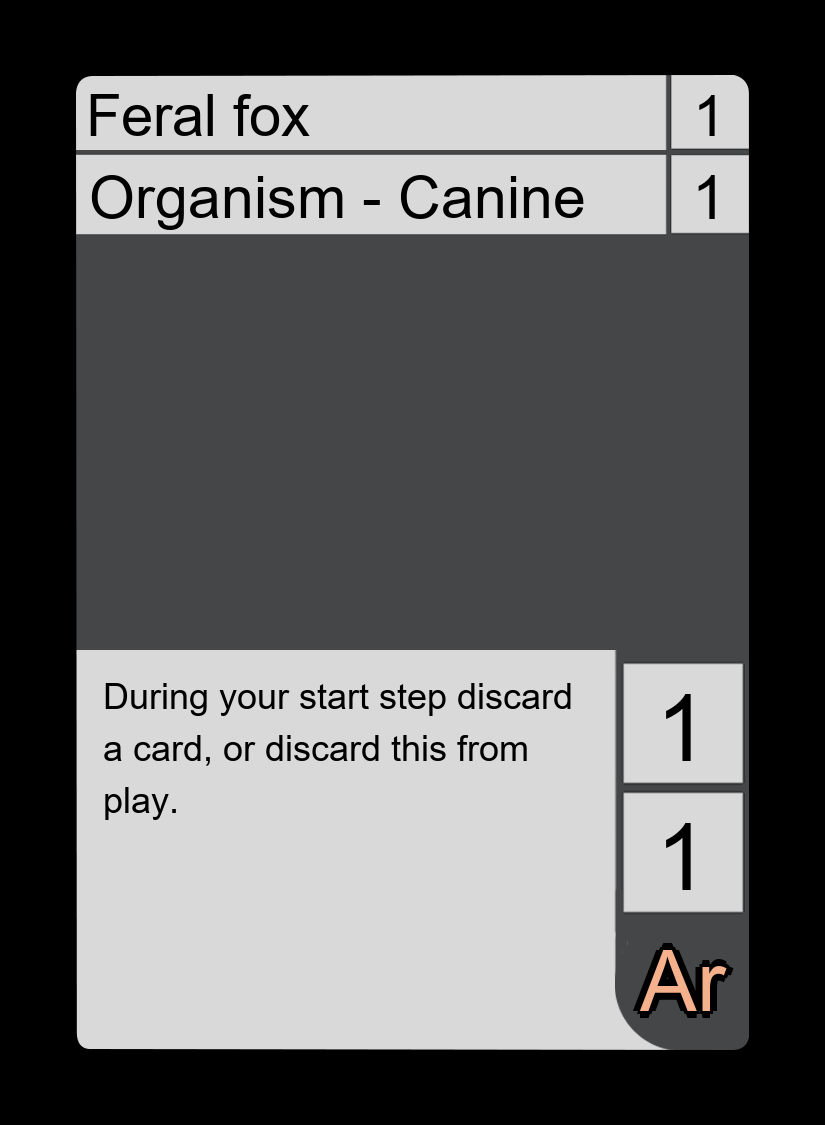 Feral fox 1
Organism - Canine 1
During your start step discard
a card, or discard this from
play.
1
1
Ar